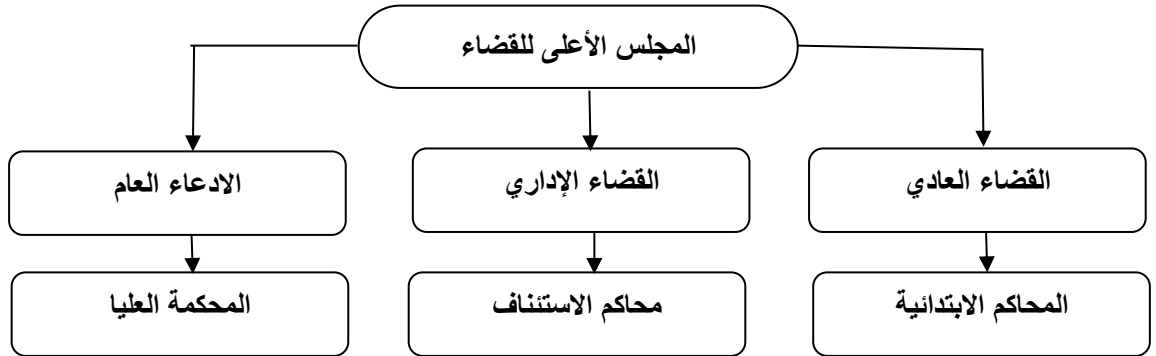 المجلس الأعلى للقضاء
القضاء العادي
القضاء الإداري
الادعاء العام
المحاكم الابتدائية
محاكم الاستئناف
المحكمة العليا